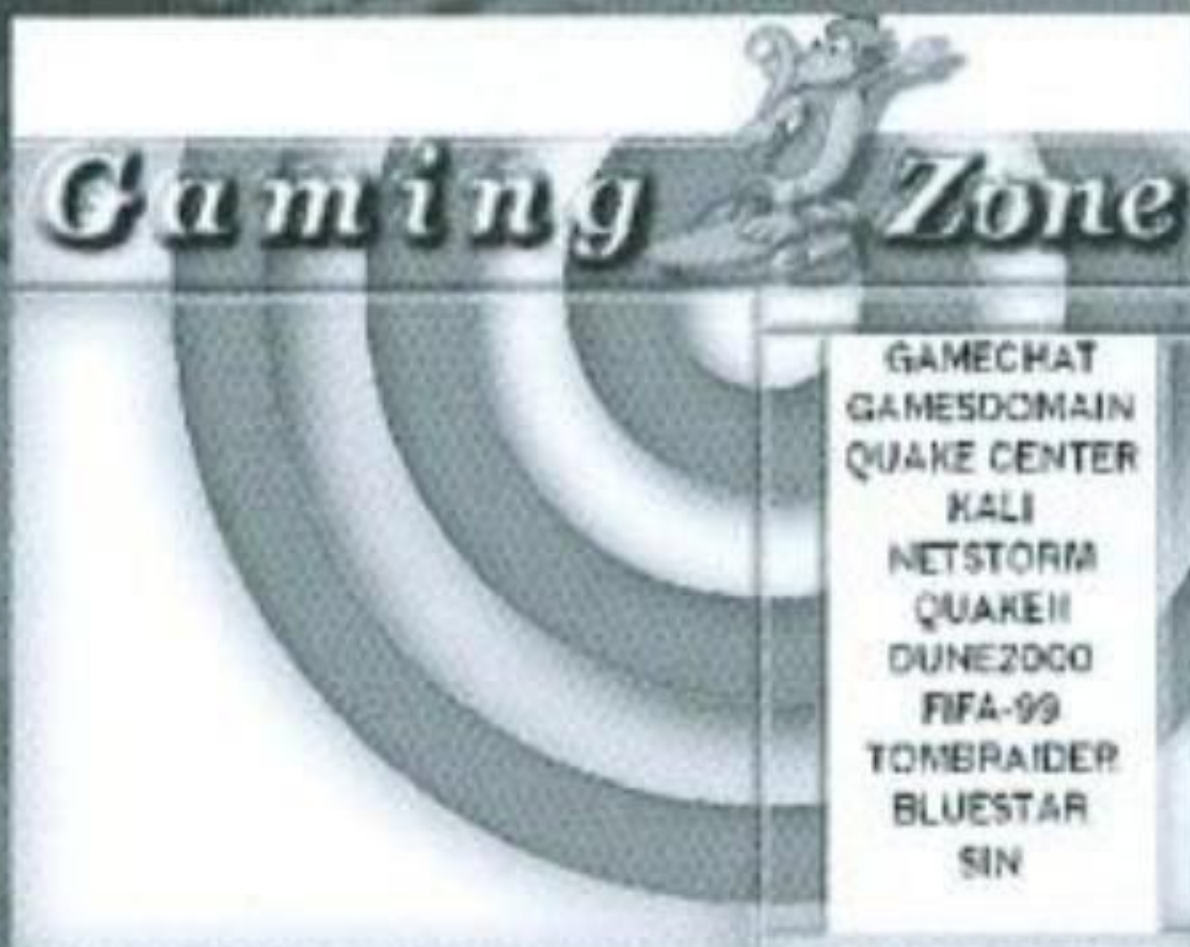 Gaming Zone
GAMECHAT
GAMESDOMAIN
QUAKE CENTER
KALI
NETSTORM
QUAKEII
DUNE2000
FIFA-99
TOMBRAIDER
BLUESTAR
SIN